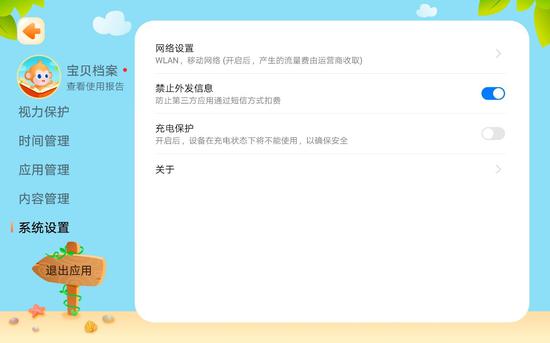 宝贝档案
查看使用报告
视力保护
时间管理
应用管理
内容管理
系统设置
退出应用
网络设置
WLAN，移动网络 (开启后，产生的流量费由运营商收取)
禁止外发信息
防止第三方应用通过短信方式扣费
充电保护
开启后，设备在充电状态下将不能使用，以确保安全
关于